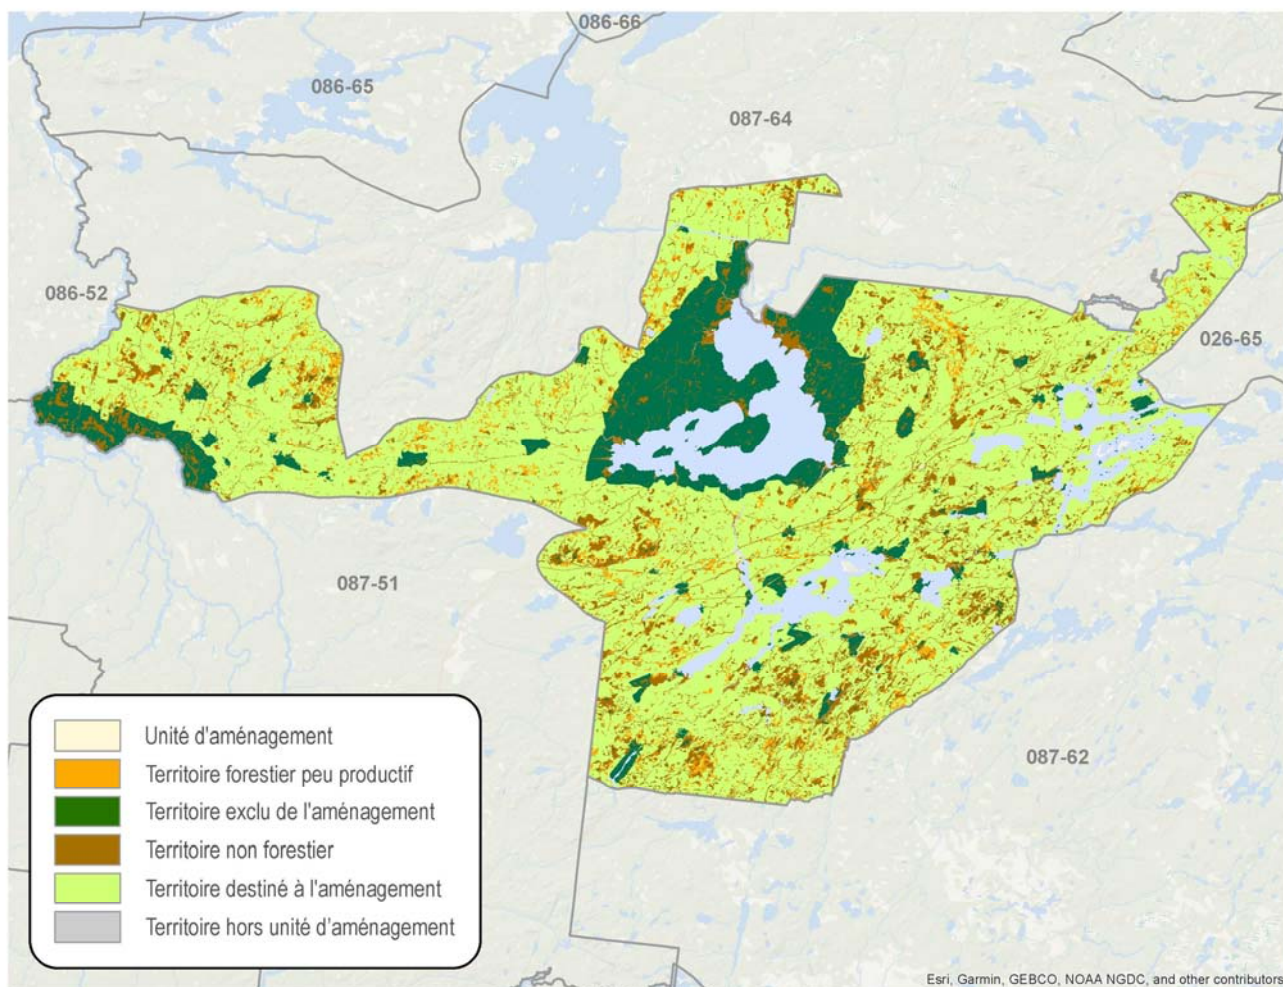 086-66
086-65
087-64
086-52
026-65
087-51
087-62
Unité d'aménagement
Territoire forestier peu productif
Territoire exclu de l'aménagement
Territoire non forestier
Territoire destiné à l'aménagement
Territoire hors unité d'aménagement
Esri, Garmin, GEBCO, NOAA NGDC, and other contributors